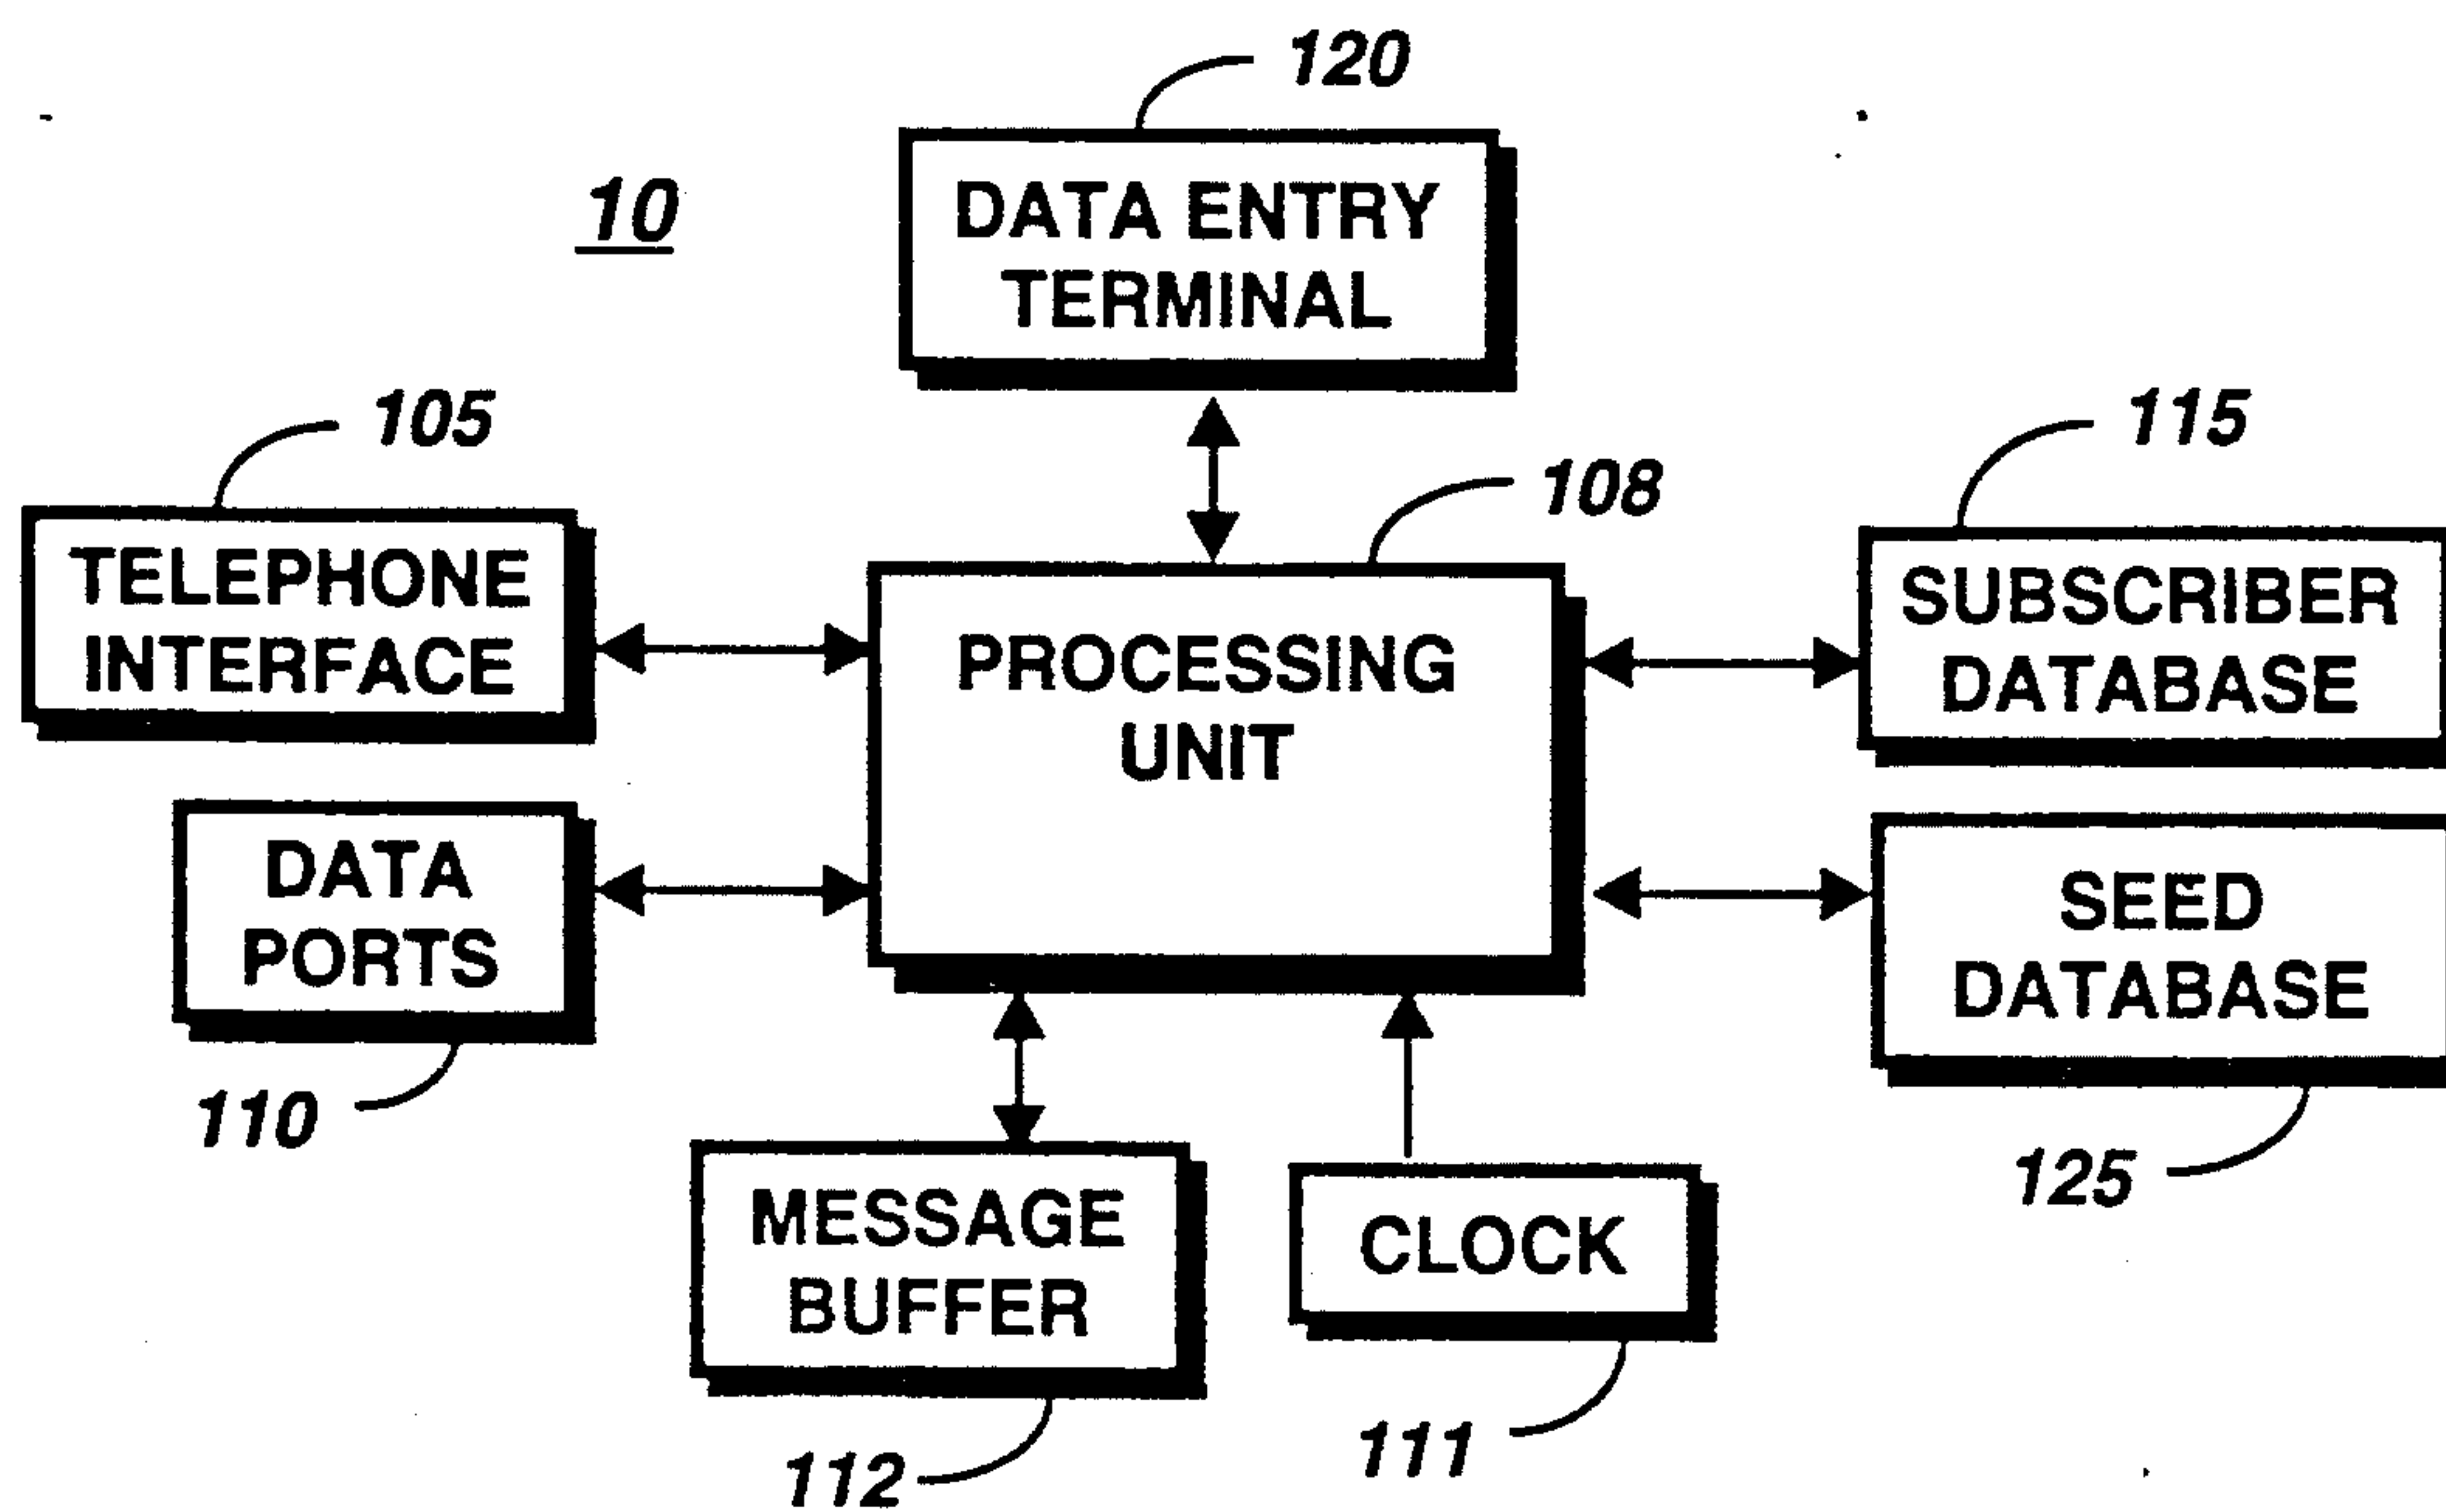 120
10
DATA ENTRY
TERMINAL
105
108
115
TELEPHONE
INTERFACE
PROCESSING
UNIT
SUBSCRIBER
DATABASE
DATA
PORTS
SEED
DATABASE
110
125
MESSAGE
BUFFER
CLOCK
112
111